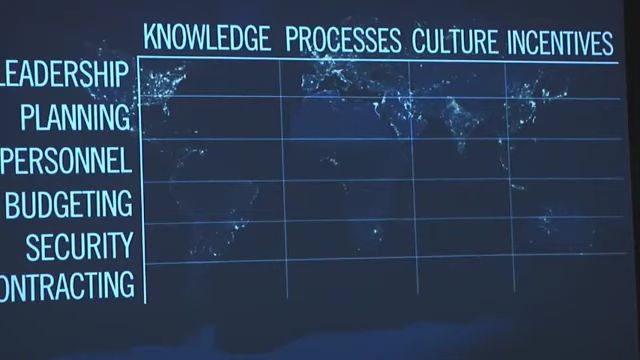 KNOWLEDGE PROCESSES CULTURE INCENTIVES
LEADERSHIP
PLANNING
PERSONNEL
BUDGETING
SECURITY
ONTRACTING